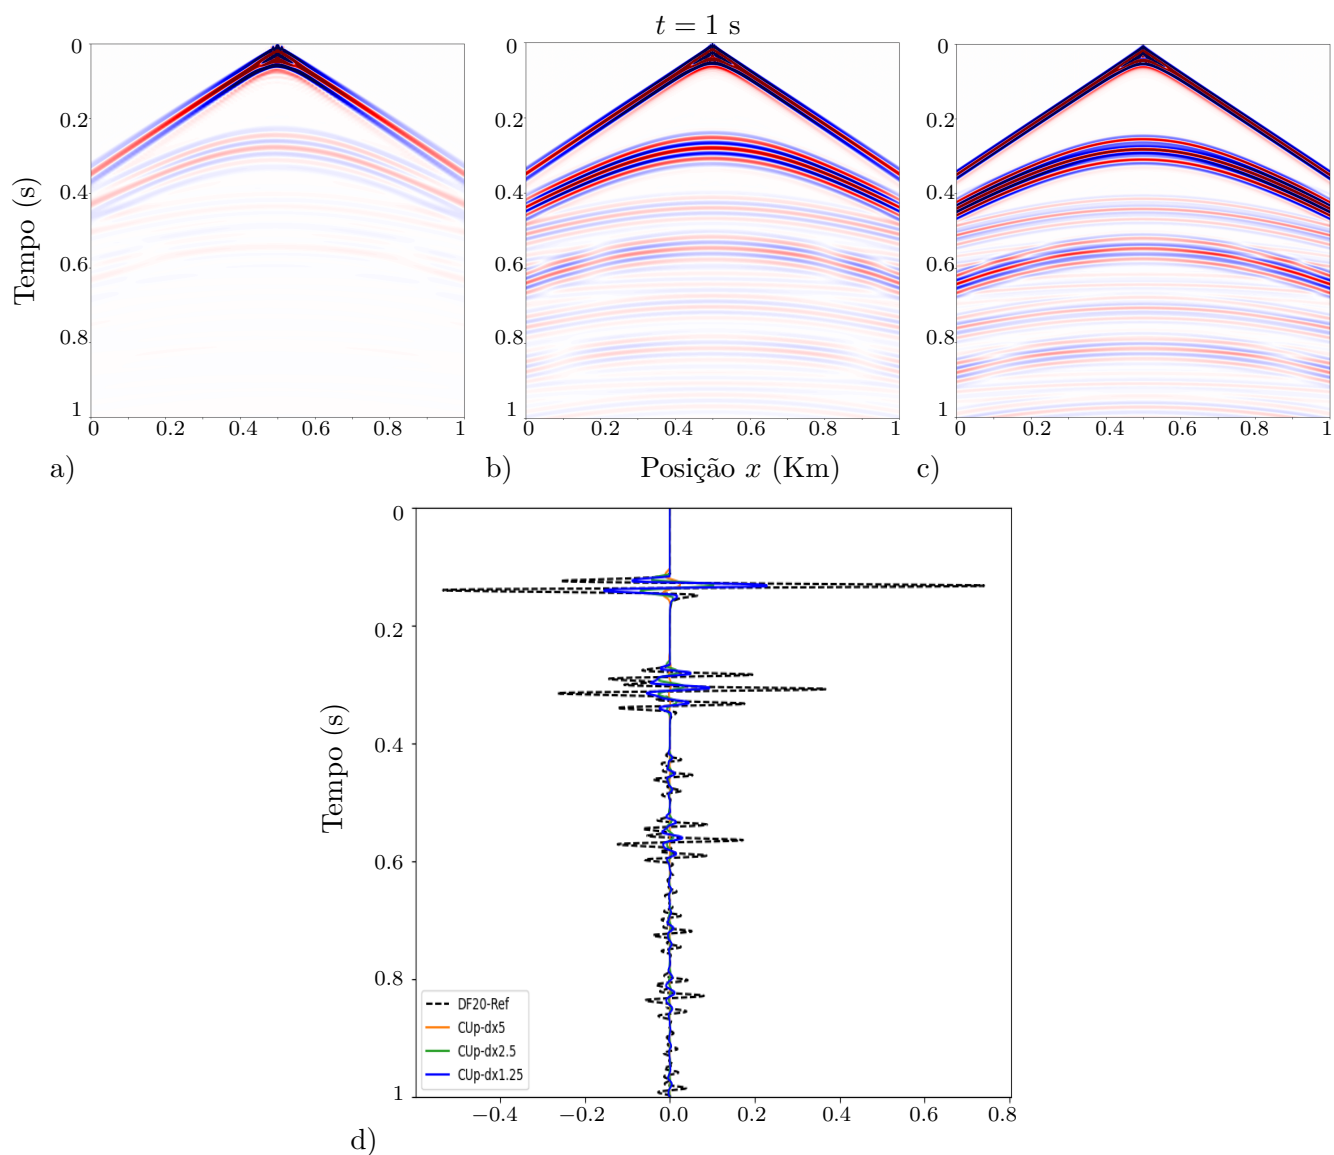 t = 1 s
0 0 0
0.2 0.2 0.2
0.4 0.4 0.4
0.6 0.6 0.6
0.8 0.8 0.8
1 1 1
Tempo (s)
0 0.2 0.4 0.6 0.8 1 0 0.2 0.4 0.6 0.8 1 0 0.2 0.4 0.6 0.8 1
a) b) Posição x (Km) c)
0
0.2
0.4
0.6
0.8
1
Tempo (s)
DF20-Ref
CUp-dx5
CUp-dx2.5
CUp-dx1.25
−0.4 −0.2 0.0 0.2 0.4 0.6 0.8
d)